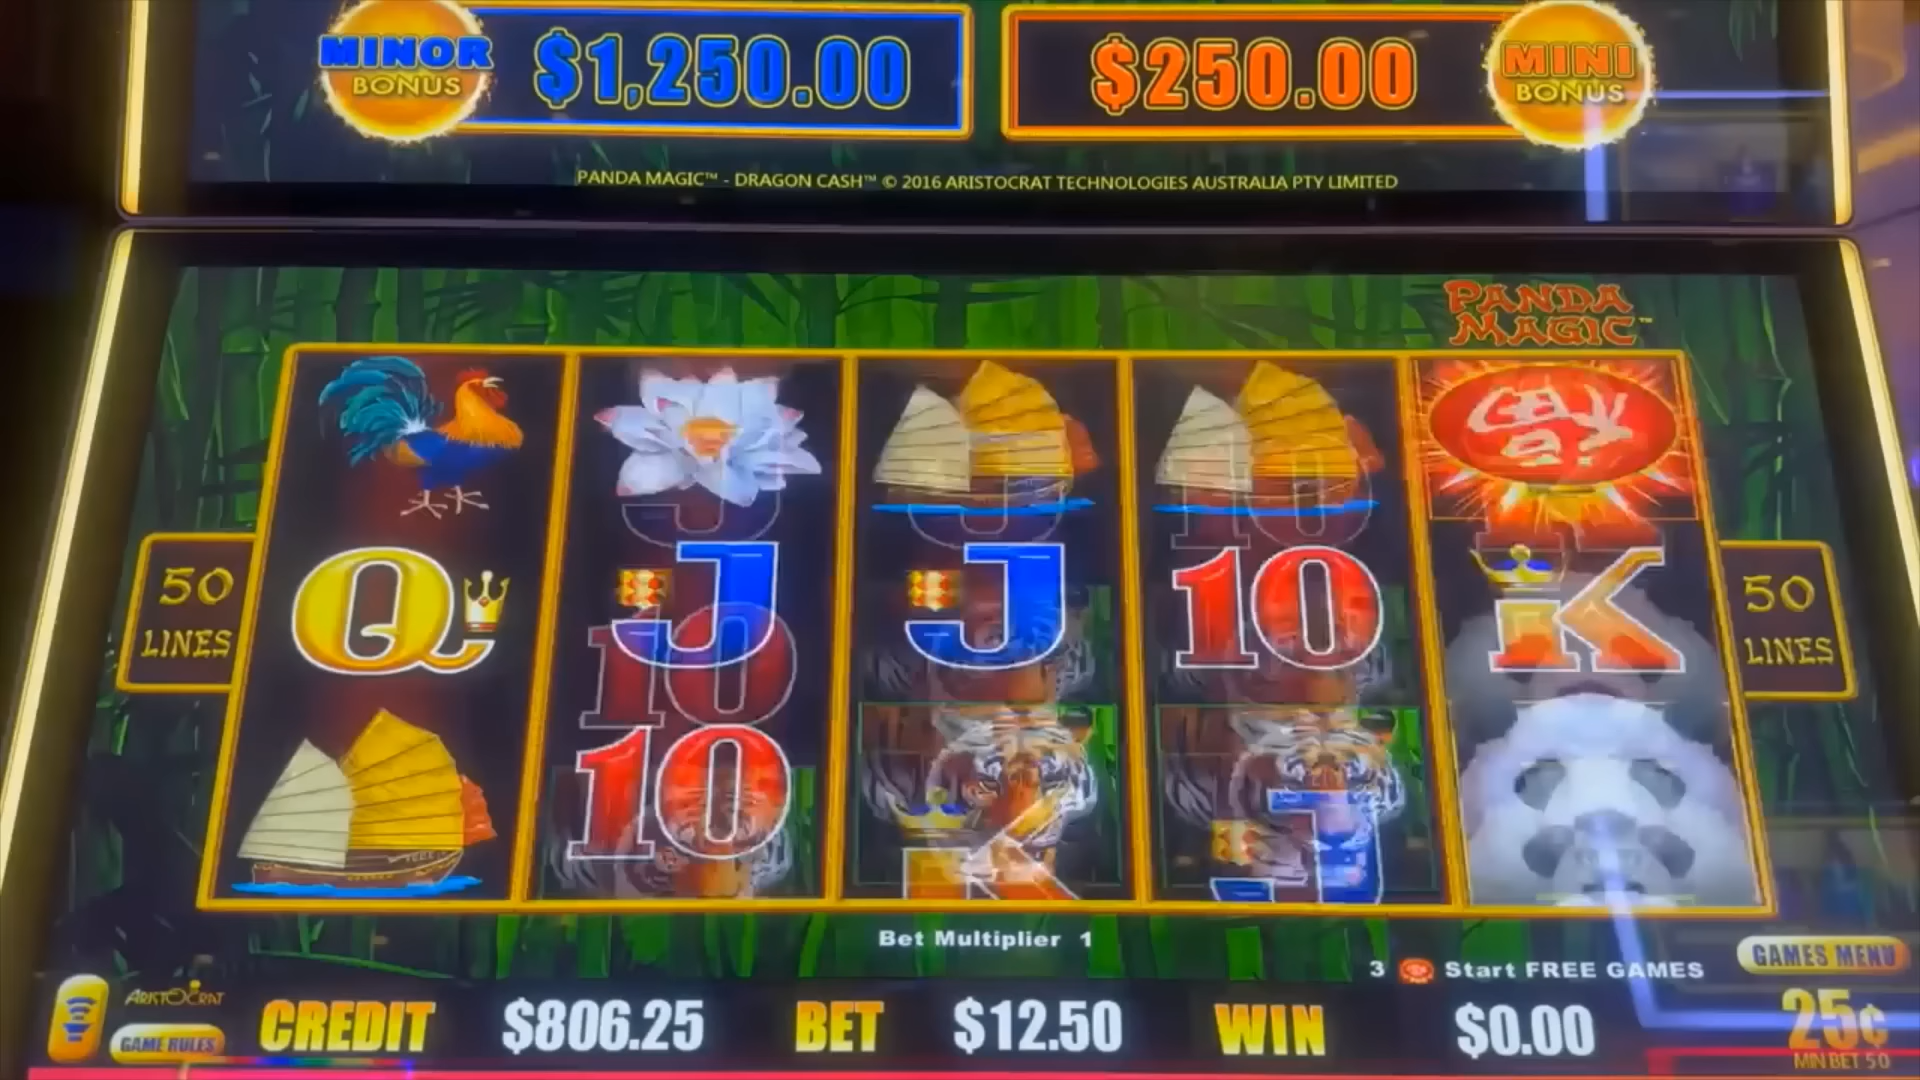 MINOR
BONUS
$1,250.00
$250.00
MINI
BONUS
PANDA MAGIC™ - DRAGON CASH™ © 2016 ARISTOCRAT TECHNOLOGIES AUSTRALIA PTY LIMITED
PANDA
MAGIC™
50
LINES
Q
J
J
10
K
50
LINES
10
10
K
J
Bet Multiplier 1
3 Start FREE GAMES
GAMES MENU
ARISTOCRAT
GAME RULES
CREDIT $806.25 BET $12.50 WIN $0.00
25¢
MIN BET 50